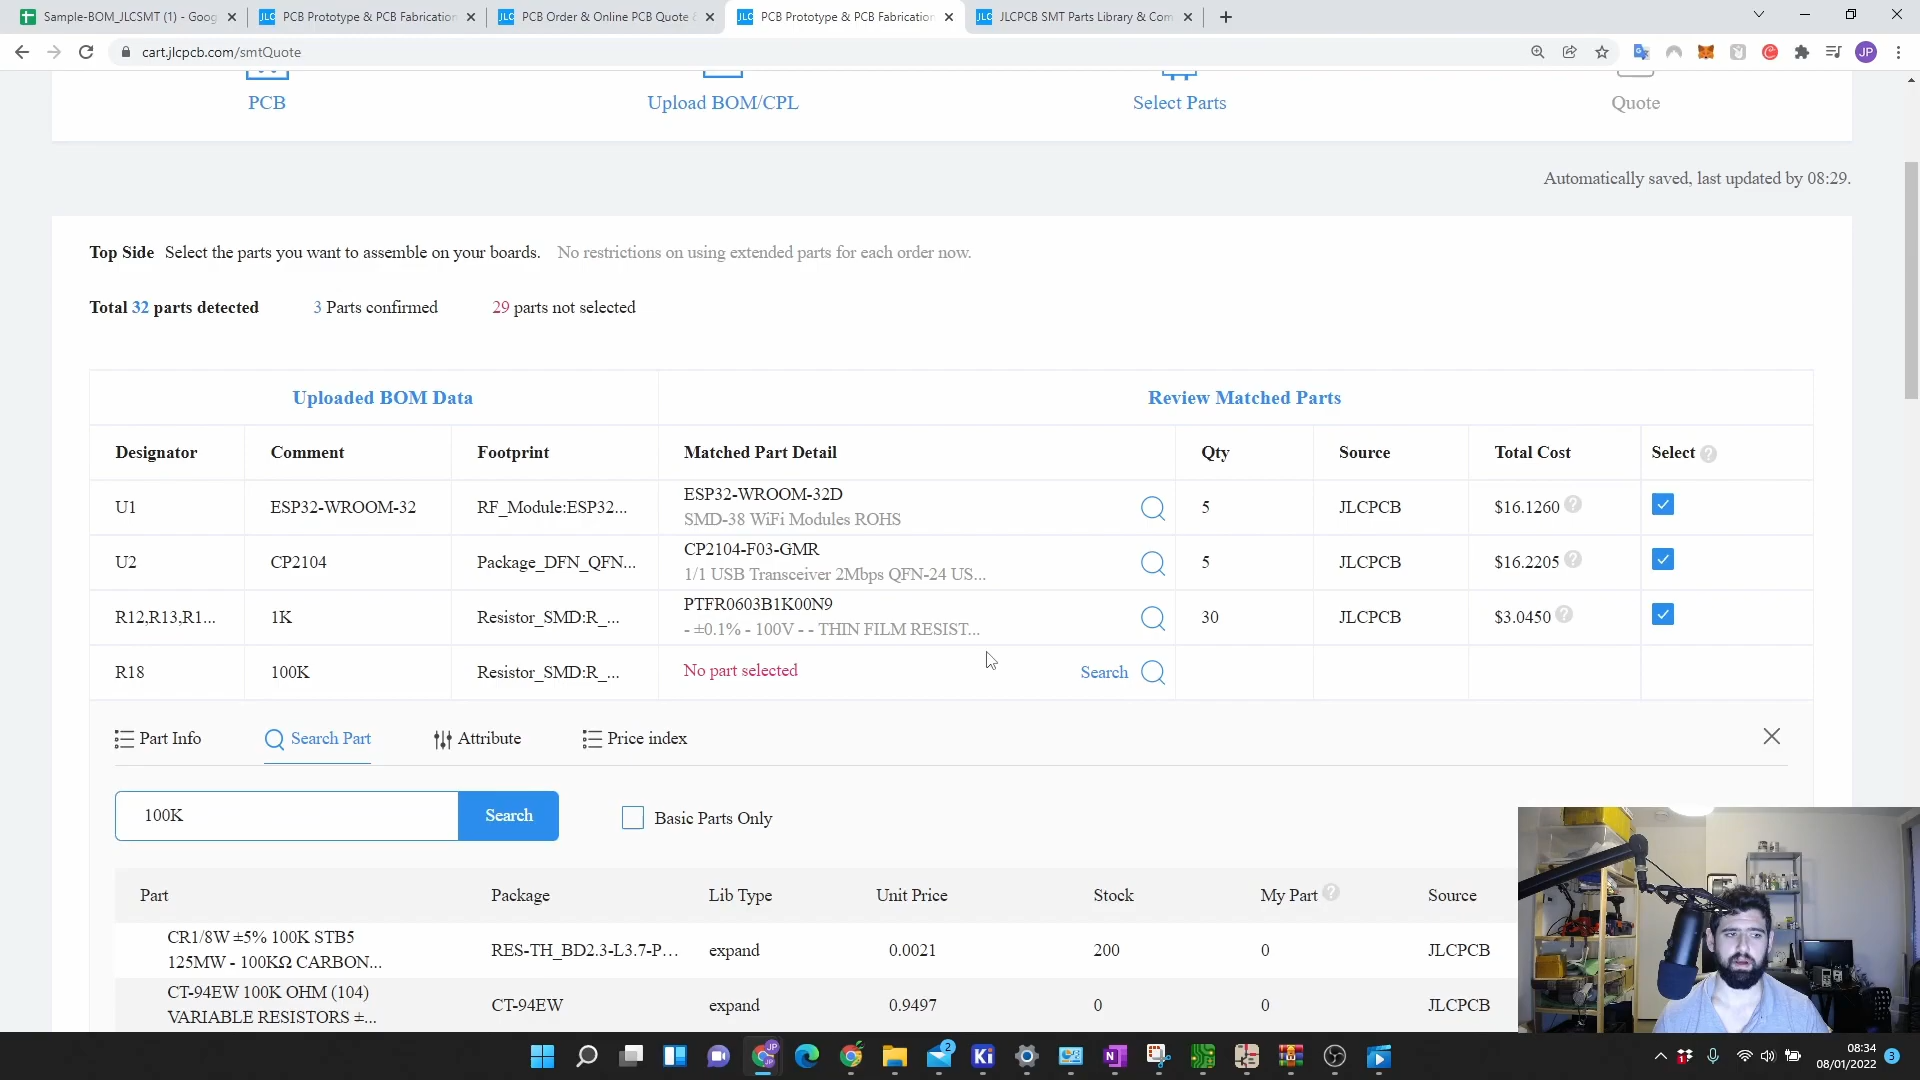 Sample-BOM_JLCSMT (1) - Goog
JLC PCB Prototype & PCB Fabrication
JLC PCB Order & Online PCB Quote &
JLC PCB Prototype & PCB Fabrication
JLC JLCPCB SMT Parts Library & Com
cart.jlcpcb.com/smtQuote
JP
PCB
Upload BOM/CPL
Select Parts
Quote
Automatically saved, last updated by 08:29.
Top Side Select the parts you want to assemble on your boards. No restrictions on using extended parts for each order now.
Total 32 parts detected 3 Parts confirmed 29 parts not selected
Uploaded BOM Data Review Matched Parts
Designator Comment Footprint Matched Part Detail Qty Source Total Cost Select ?
U1 ESP32-WROOM-32 RF_Module:ESP32... ESP32-WROOM-32D 5 JLCPCB $16.1260 ?
SMD-38 WiFi Modules ROHS
U2 CP2104 Package_DFN_QFN... CP2104-F03-GMR 5 JLCPCB $16.2205 ?
1/1 USB Transceiver 2Mbps QFN-24 US...
R12,R13,R1... 1K Resistor_SMD:R_... PTFR0603B1K00N9 30 JLCPCB $3.0450 ?
- ±0.1% - 100V - - THIN FILM RESIST...
R18 100K Resistor_SMD:R_... No part selected Search
Part Info Search Part Attribute Price index
100K Search Basic Parts Only
Part Package Lib Type Unit Price Stock My Part ? Source
CR1/8W ±5% 100K STB5
125MW - 100KΩ CARBON... RES-TH_BD2.3-L3.7-P... expand 0.0021 200 0 JLCPCB
CT-94EW 100K OHM (104)
VARIABLE RESISTORS ±... CT-94EW expand 0.9497 0 0 JLCPCB
JP
2
Ki
N
08:34
08/01/2022
3